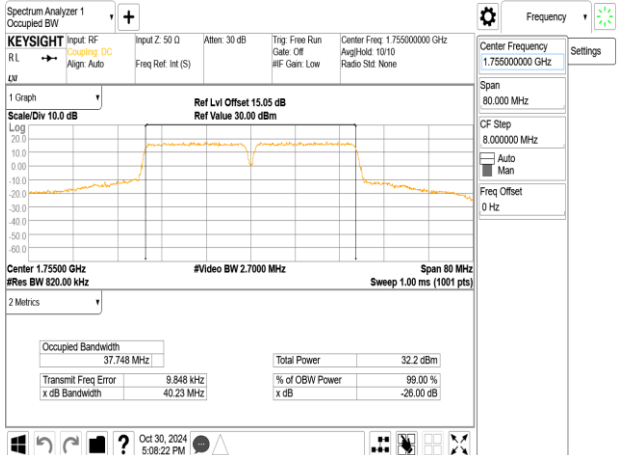 Spectrum Analyzer 1
Occupied BW
+
Frequency
KEYSIGHT
RL
LXI
Input: RF
Coupling: DC
Align: Auto
Input Z: 50 Ω
Freq Ref: Int (S)
Atten: 30 dB
Trig: Free Run
Gate: Off
#IF Gain: Low
Center Freq: 1.755000000 GHz
Avg|Hold: 10/10
Radio Std: None
Center Frequency
1.755000000 GHz
Settings
Span
80.000 MHz
CF Step
8.000000 MHz
Auto
Man
Freq Offset
0 Hz
1 Graph
Scale/Div 10.0 dB
Ref Lvl Offset 15.05 dB
Ref Value 30.00 dBm
Log
20.0
10.0
0.00
-10.0
-20.0
-30.0
-40.0
-50.0
-60.0
Center 1.75500 GHz
#Res BW 820.00 kHz
#Video BW 2.7000 MHz
Span 80 MHz
Sweep 1.00 ms (1001 pts)
2 Metrics
Occupied Bandwidth
37.748 MHz
Total Power 32.2 dBm
Transmit Freq Error 9.848 kHz
% of OBW Power 99.00 %
x dB Bandwidth 40.23 MHz
x dB -26.00 dB
?
Oct 30, 2024
5:08:22 PM